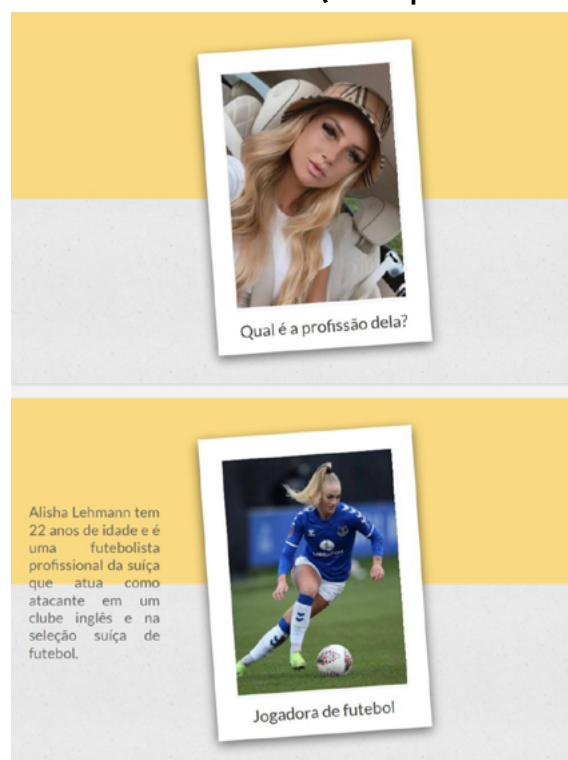 Qual é a profissão dela?
Alisha Lehmann tem
22 anos de idade e é
uma futebolista
profissional da suíça
que atua como
atacante em um
clube inglês e na
seleção suíça de
futebol.
Jogadora de futebol